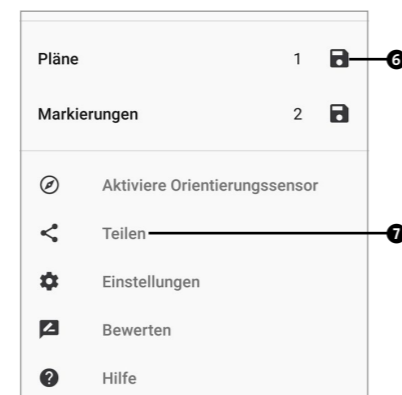 Pläne 1 6
Markierungen 2
Aktiviere Orientierungssensor
Teilen 7
Einstellungen
Bewerten
? Hilfe